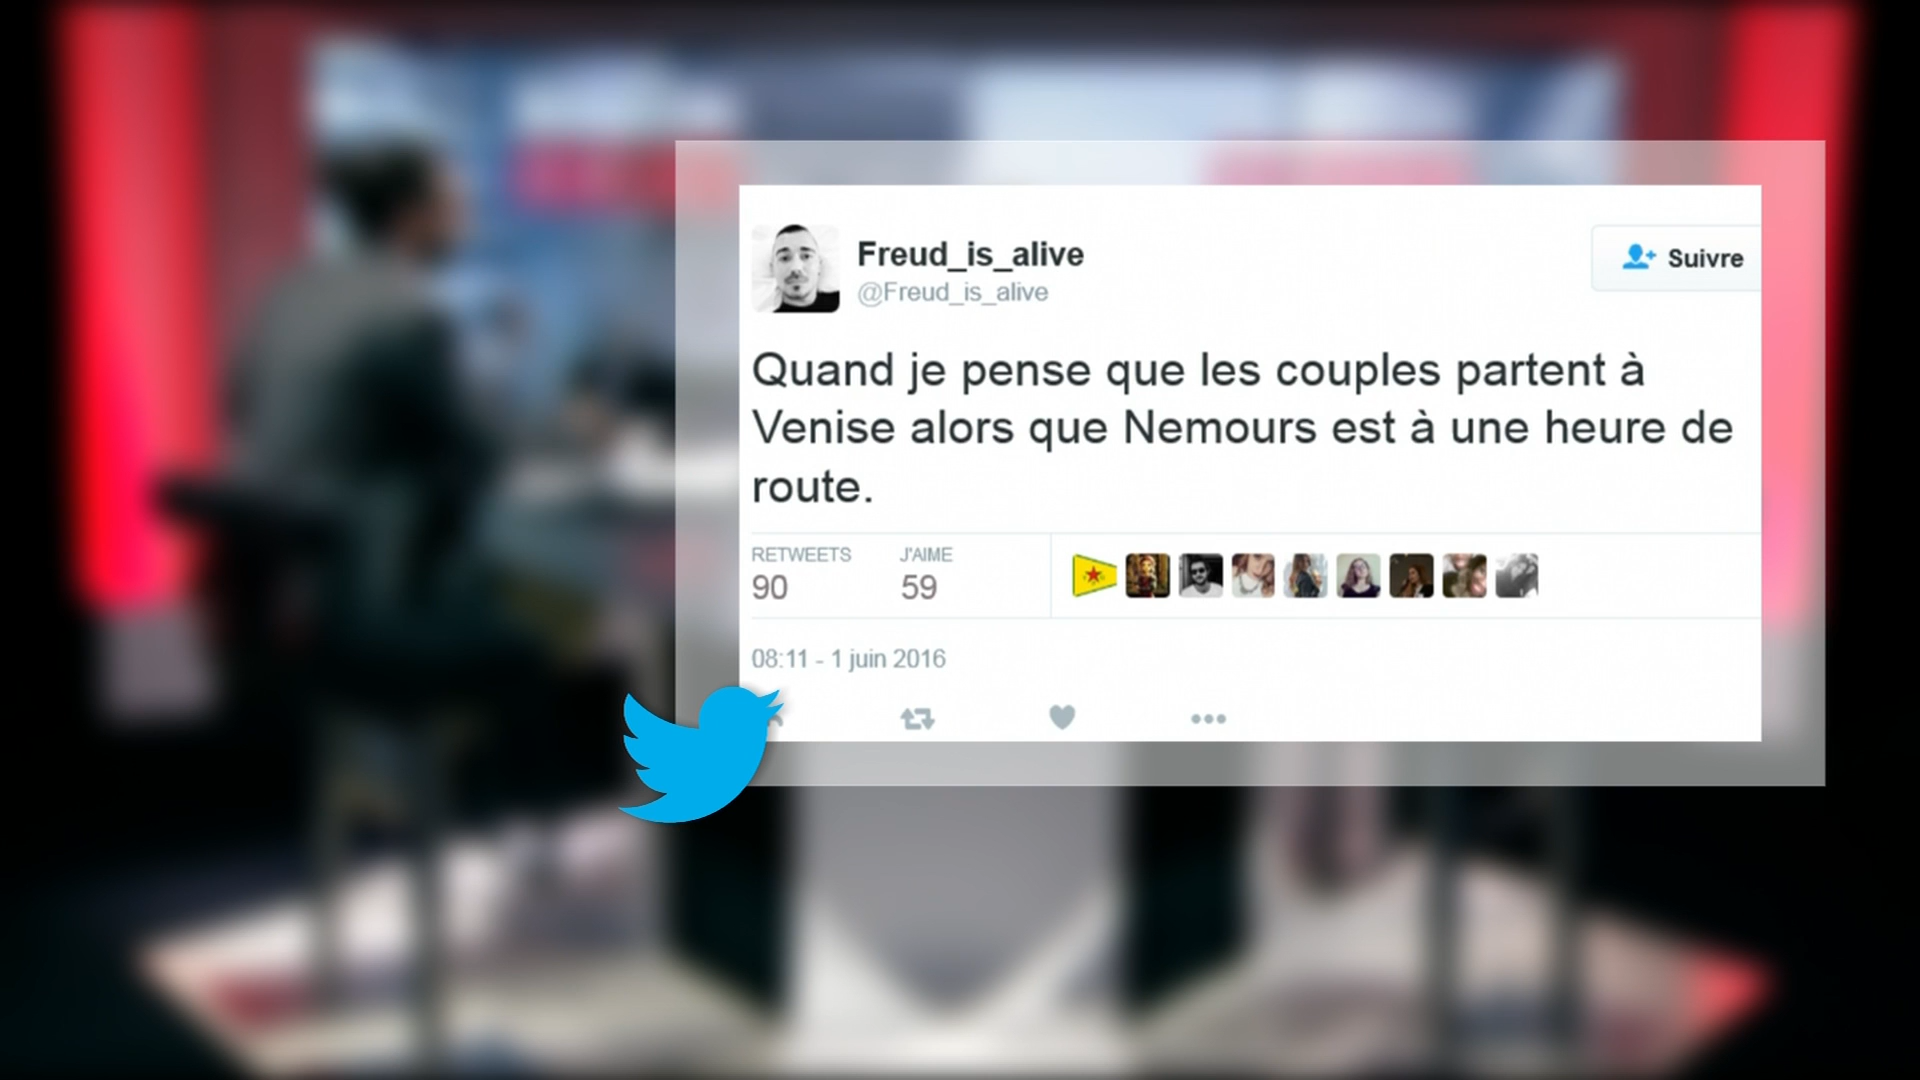 Freud_is_alive
@Freud_is_alive
Suivre
Quand je pense que les couples partent à
Venise alors que Nemours est à une heure de
route.
RETWEETS J'AIME
90 59
08:11 - 1 juin 2016